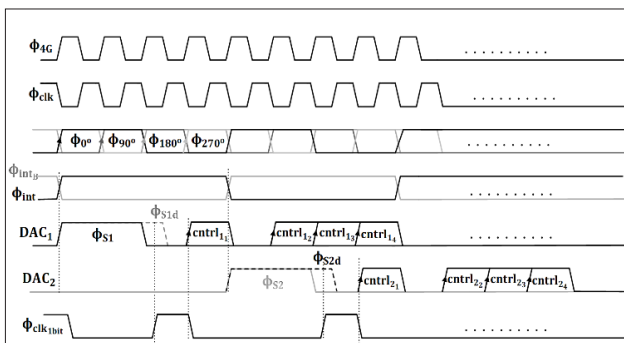 Φ4G
Φclk
Φ0° Φ90° Φ180° Φ270°
ΦintB
Φint
ΦS1d
DAC1 ΦS1 cntrl11 cntrl12 cntrl13 cntrl14
ΦS2d
DAC2 ΦS2 cntrl21 cntrl22 cntrl23 cntrl24
Φclk1bit